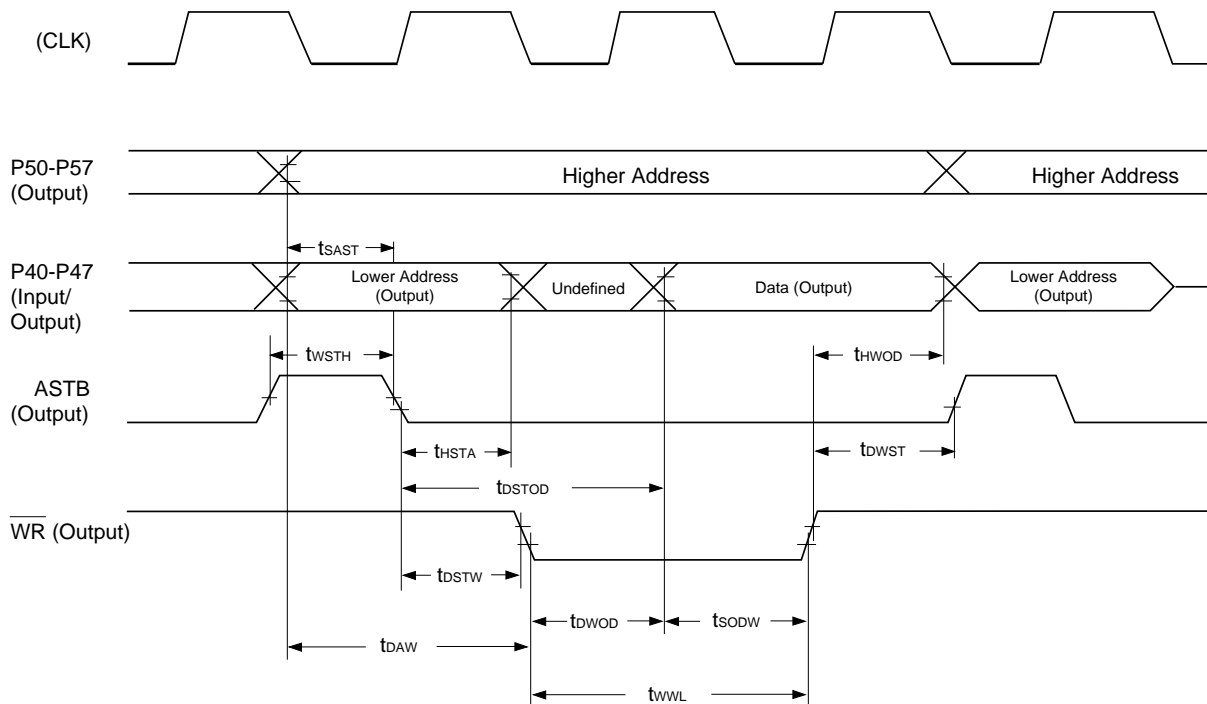 (CLK)
P50-P57
(Output)
Higher Address
Higher Address
tSAST
P40-P47
(Input/
Output)
Lower Address
(Output)
Undefined
Data (Output)
Lower Address
(Output)
tWSTH
tHWOD
ASTB
(Output)
tHSTA
tDWST
tDSTOD
WR (Output)
tDSTW
tDWOD
tSODW
tDAW
tWWL